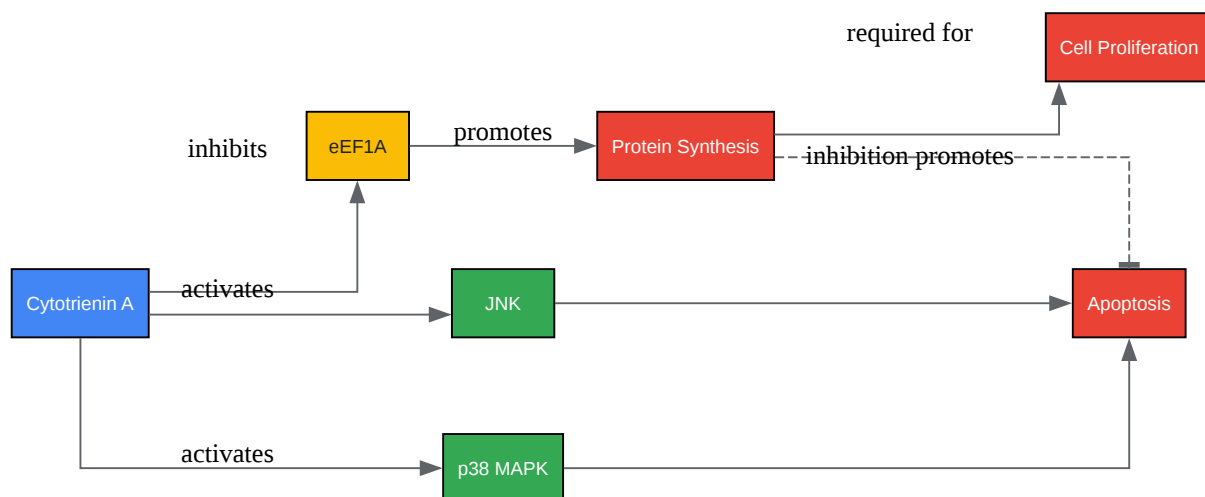 required for
Cell Proliferation
inhibits
eEF1A
promotes
Protein Synthesis
inhibition promotes
Cytotrienin A
activates
JNK
Apoptosis
activates
p38 MAPK